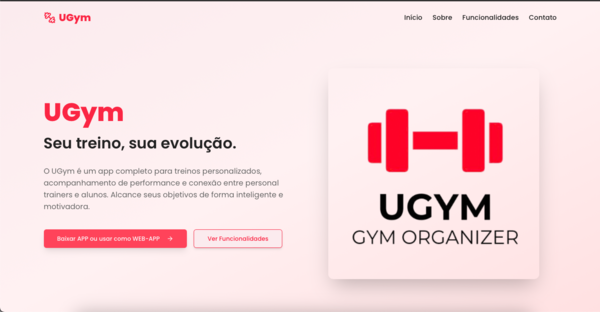 UGym
Início Sobre Funcionalidades Contato
UGym
Seu treino, sua evolução.
O UGym é um app completo para treinos personalizados,
acompanhamento de performance e conexão entre personal
trainers e alunos. Alcance seus objetivos de forma inteligente e
motivadora.
Baixar APP ou usar como WEB-APP →
Ver Funcionalidades
UGYM
GYM ORGANIZER